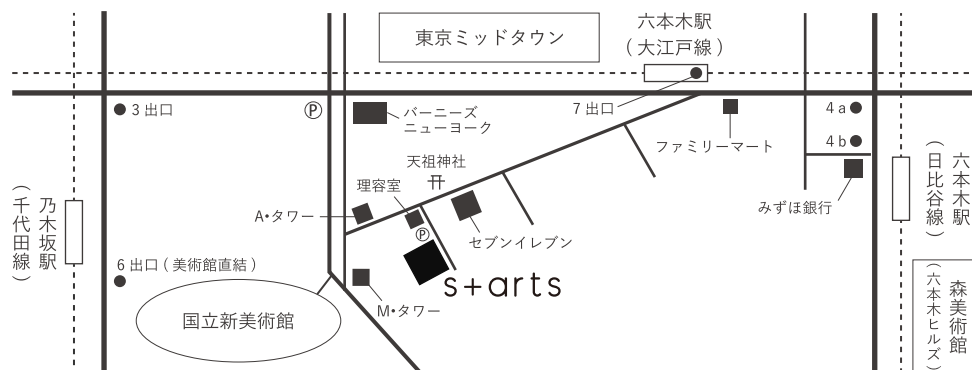 東京ミッドタウン
六本木駅
(大江戸線)
3 出口
Ⓟ
バーニーズ
ニューヨーク
7 出口
ファミリーマート
4 a
4 b
みずほ銀行
六本木駅
(日比谷線)
天祖神社
理容室
A•タワー
Ⓟ
セブンイレブン
乃木坂駅
(千代田線)
6 出口 ( 美術館直結 )
s+arts
M•タワー
国立新美術館
森美術館
(六本木ヒルズ)